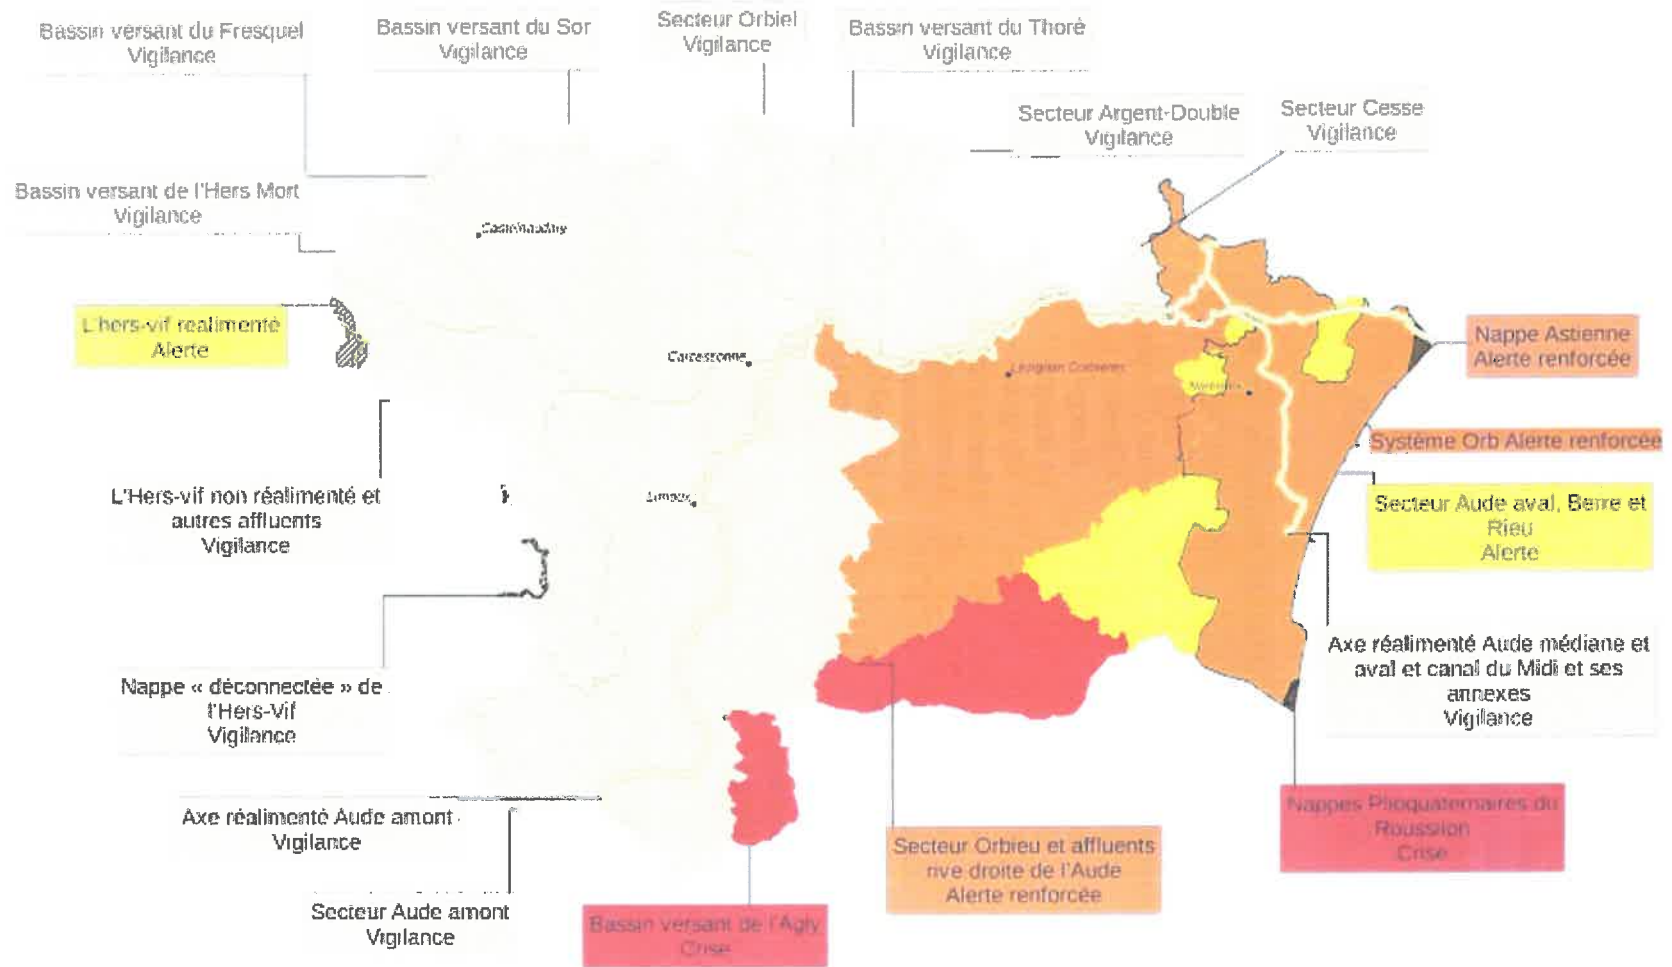 Bassin versant du Fresquel
Vigilance
Bassin versant du Sor
Vigilance
Secteur Orbiel
Vigilance
Bassin versant du Thoré
Vigilance
Secteur Argent-Double
Vigilance
Secteur Cesse
Vigilance
Bassin versant de l'Hers Mort
Vigilance
Castelnaudary
L'hers-vif realimenté
Alerte
Carcassonne
Lézignan Corbières
Narbonne
Nappe Astienne
Alerte renforcée
Système Orb Alerte renforcée
L'Hers-vif non réalimenté et
autres affluents
Vigilance
Limoux
Secteur Aude aval, Berre et
Rieu
Alerte
Nappe « déconnectée » de
l'Hers-Vif
Vigilance
Axe réalimenté Aude médiane et
aval et canal du Midi et ses
annexes
Vigilance
Axe réalimenté Aude amont
Vigilance
Secteur Orbieu et affluents
rive droite de l'Aude
Alerte renforcée
Nappes Plioquaternaires du
Roussillon
Crise
Secteur Aude amont
Vigilance
Bassin versant de l'Agly
Crise